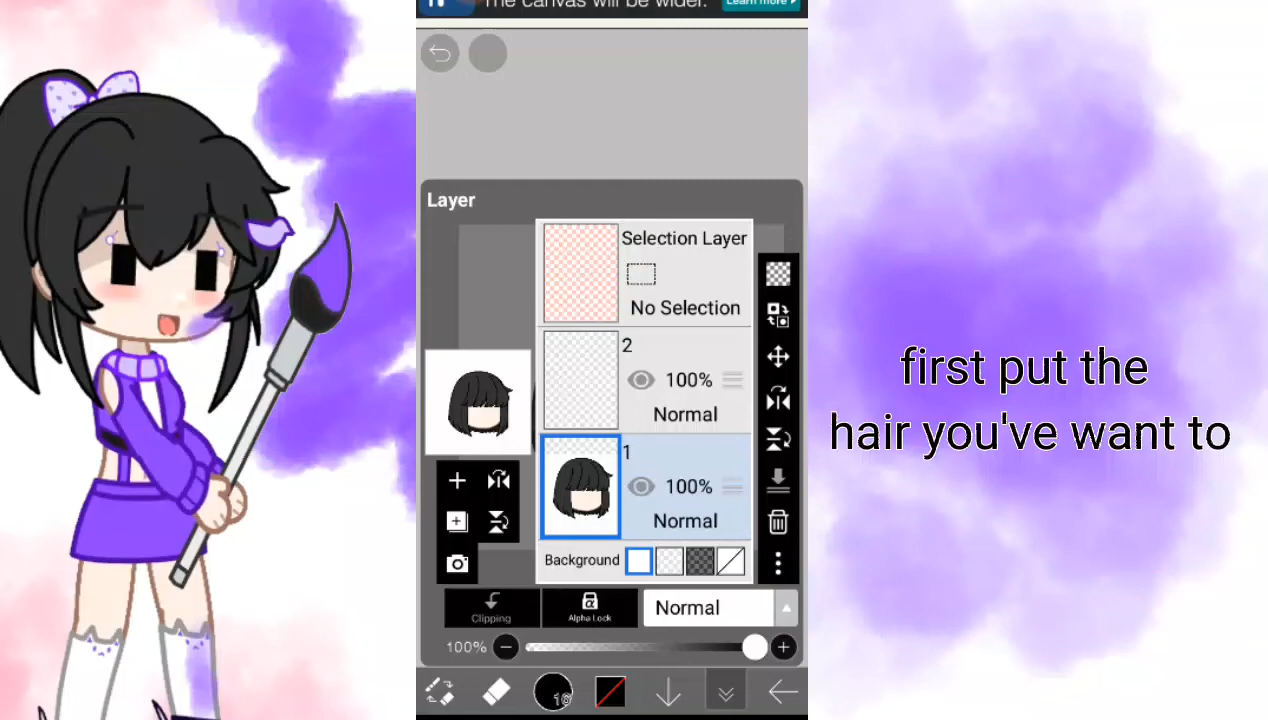 The canvas will be wider.
Learn more
Layer
Selection Layer
No Selection
2
100%
Normal
1
100%
Normal
Background
Clipping
Alpha Lock
Normal
100%
first put the
hair you've want to